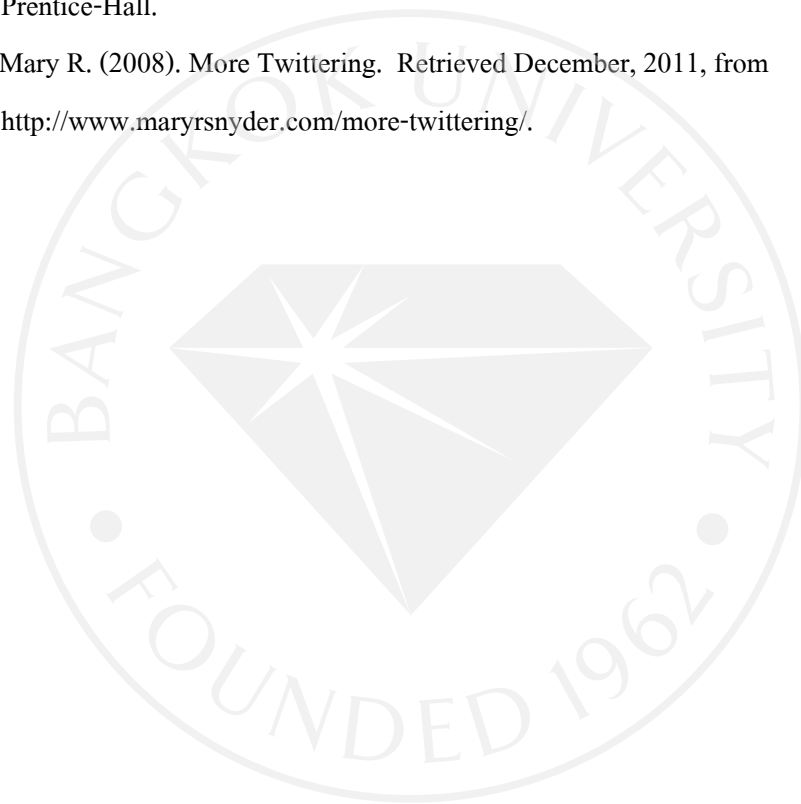 Prentice-Hall.
Mary R. (2008). More Twittering.  Retrieved December, 2011, from
http://www.maryrsnyder.com/more-twittering/.
BANGKOK UNIVERSITY
• FOUNDED 1962 •